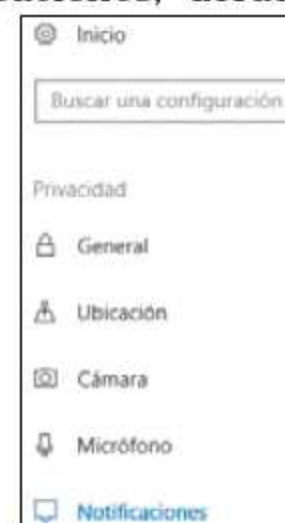 Inicio
Buscar una configuración
Privacidad
General
Ubicación
Cámara
Micrófono
Notificaciones